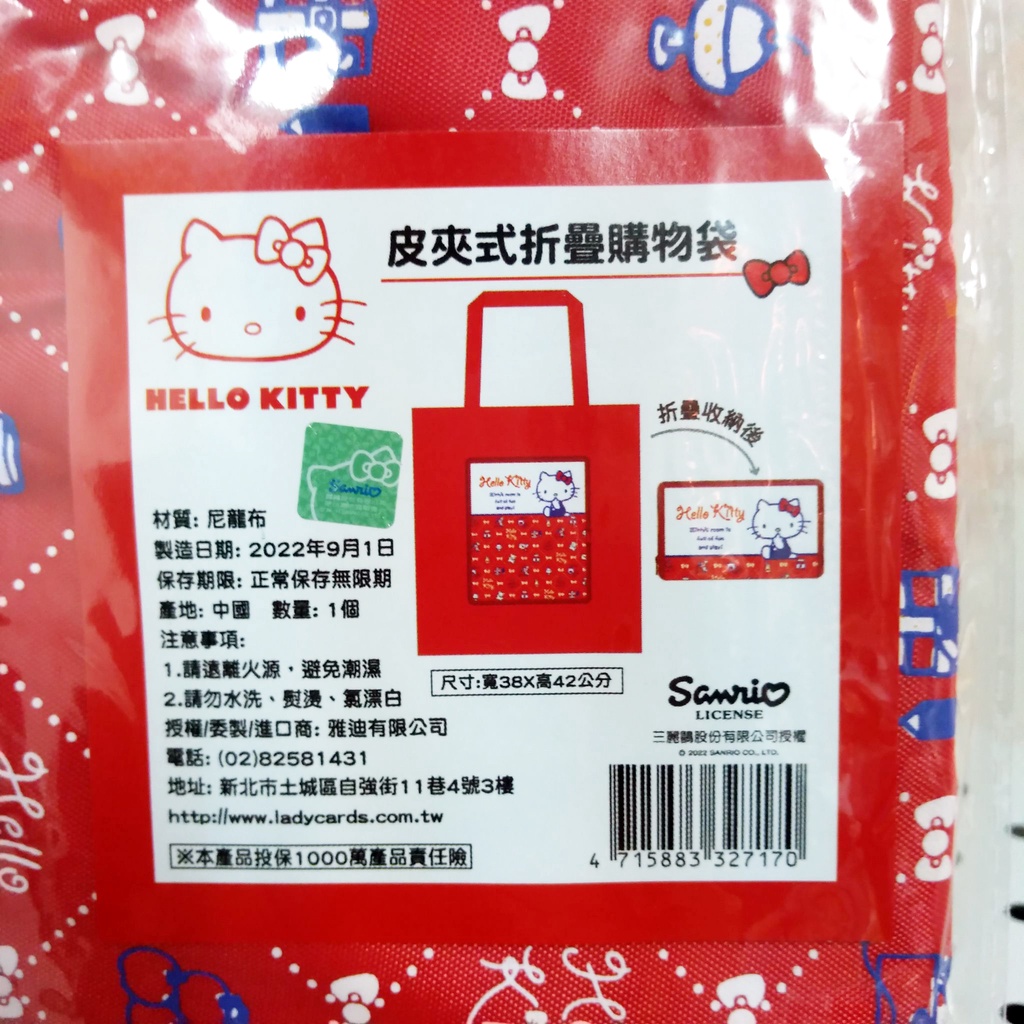 皮夾式折疊購物袋
HELLO KITTY
折疊收納後
Hello Kitty
Hello Kitty
Sanrio
材質: 尼龍布
製造日期: 2022年9月1日
保存期限: 正常保存無限期
產地: 中國 數量: 1個
注意事項:
1.請遠離火源，避免潮濕
2.請勿水洗、熨燙、氯漂白
授權/委製/進口商: 雅迪有限公司
電話: (02)82581431
地址: 新北市土城區自強街11巷4號3樓
http://www.ladycards.com.tw
※本產品投保1000萬產品責任險
尺寸:寬38X高42公分
Sanrio
LICENSE
三麗鷗股份有限公司授權
© 2022 SANRIO CO., LTD.
4 715883 327170
Hello